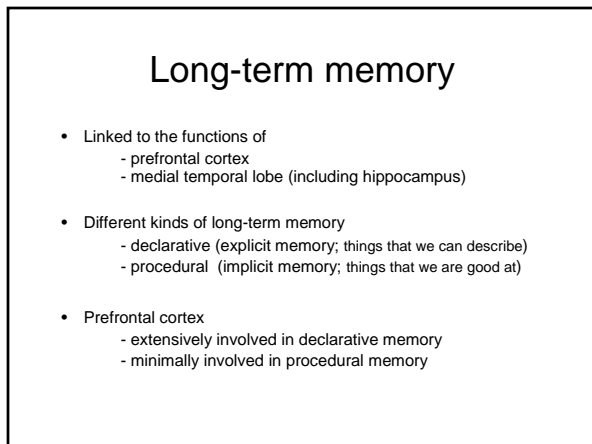 Long-term memory
• Linked to the functions of
- prefrontal cortex
- medial temporal lobe (including hippocampus)
• Different kinds of long-term memory
- declarative (explicit memory; things that we can describe)
- procedural  (implicit memory; things that we are good at)
• Prefrontal cortex
- extensively involved in declarative memory
- minimally involved in procedural memory